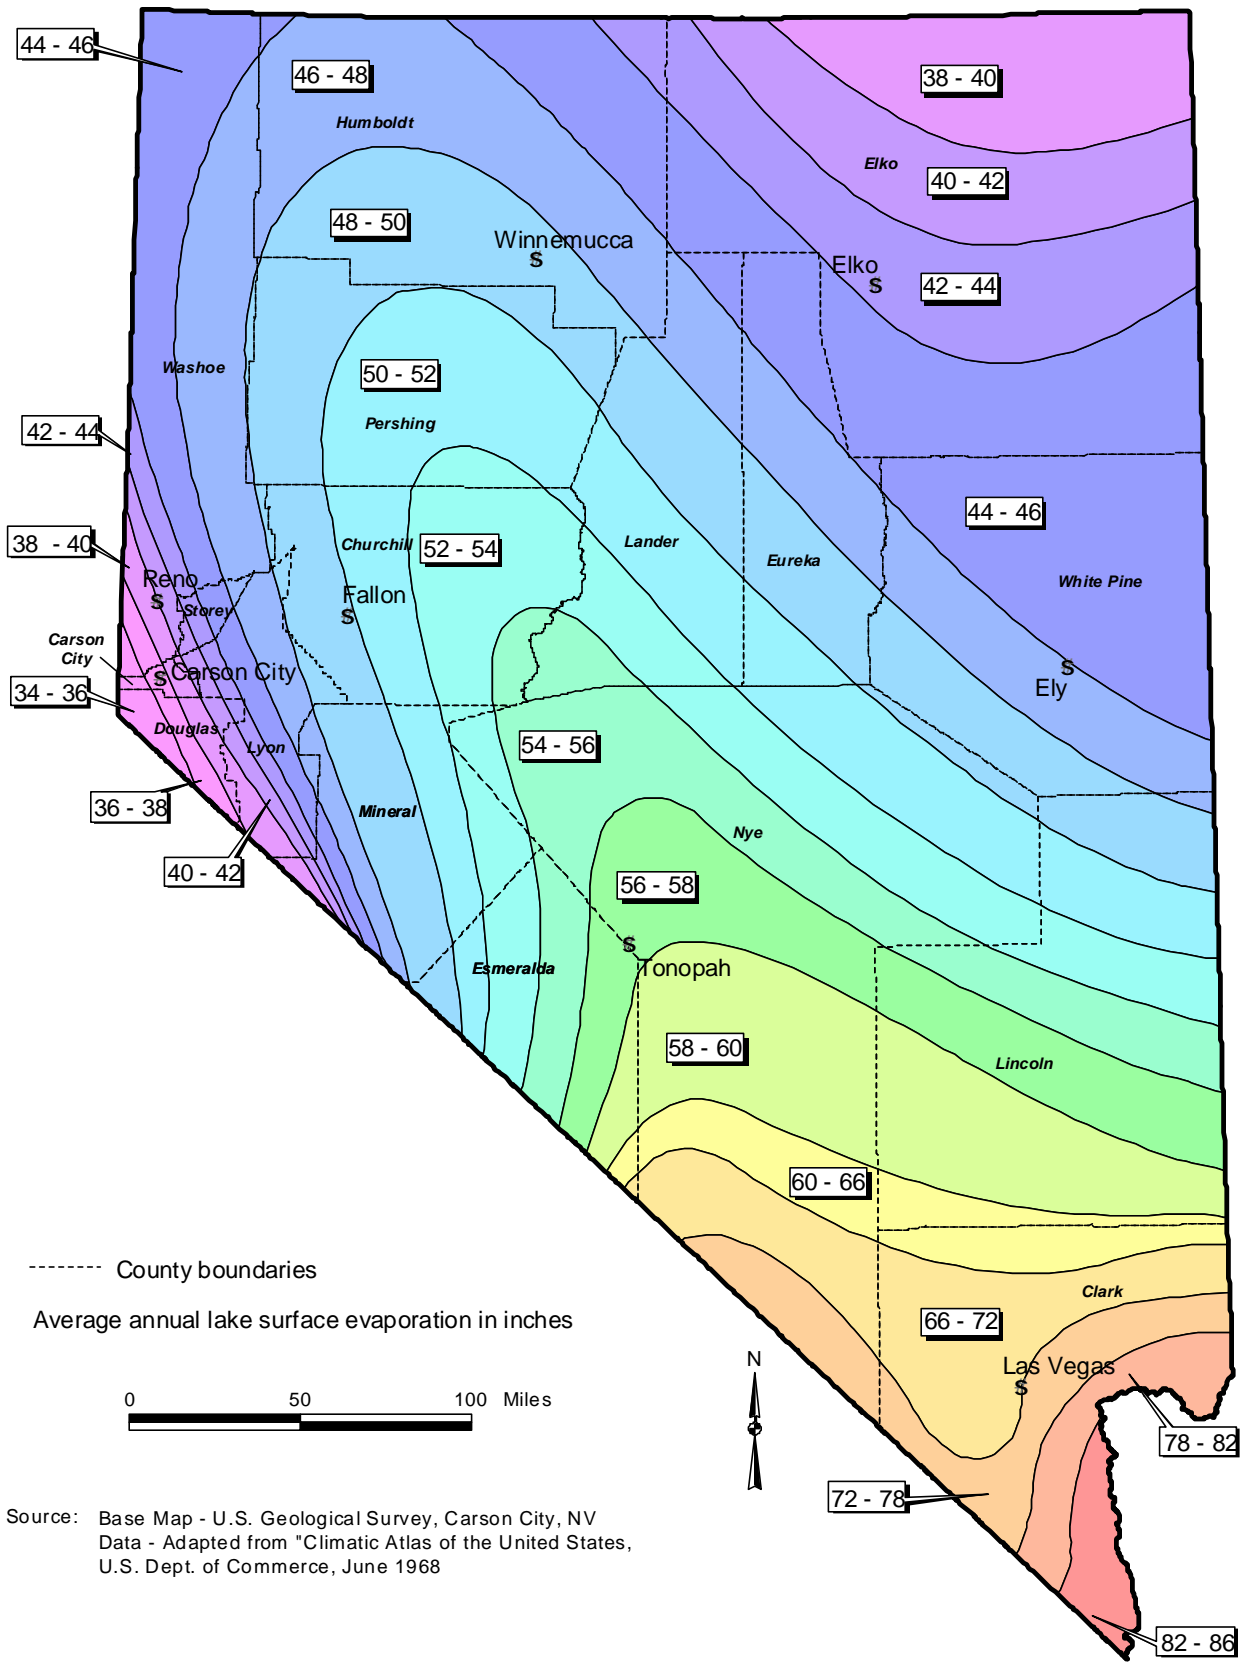 44 - 46
46 - 48
38 - 40
Humboldt
Elko
40 - 42
48 - 50
Winnemucca
S
Elko
S
42 - 44
Washoe
50 - 52
Pershing
42 - 44
44 - 46
38 - 40
Churchill
52 - 54
Lander
Eureka
White Pine
Reno
S
Storey
Fallon
S
Carson
City
Carson City
S
S
Ely
34 - 36
Douglas
Lyon
54 - 56
36 - 38
Mineral
Nye
40 - 42
56 - 58
S
Tonopah
Esmeralda
58 - 60
Lincoln
60 - 66
County boundaries
Clark
Average annual lake surface evaporation in inches
66 - 72
N
Las Vegas
S
0 50 100 Miles
78 - 82
72 - 78
Source: Base Map - U.S. Geological Survey, Carson City, NV
Data - Adapted from "Climatic Atlas of the United States,
U.S. Dept. of Commerce, June 1968
82 - 86